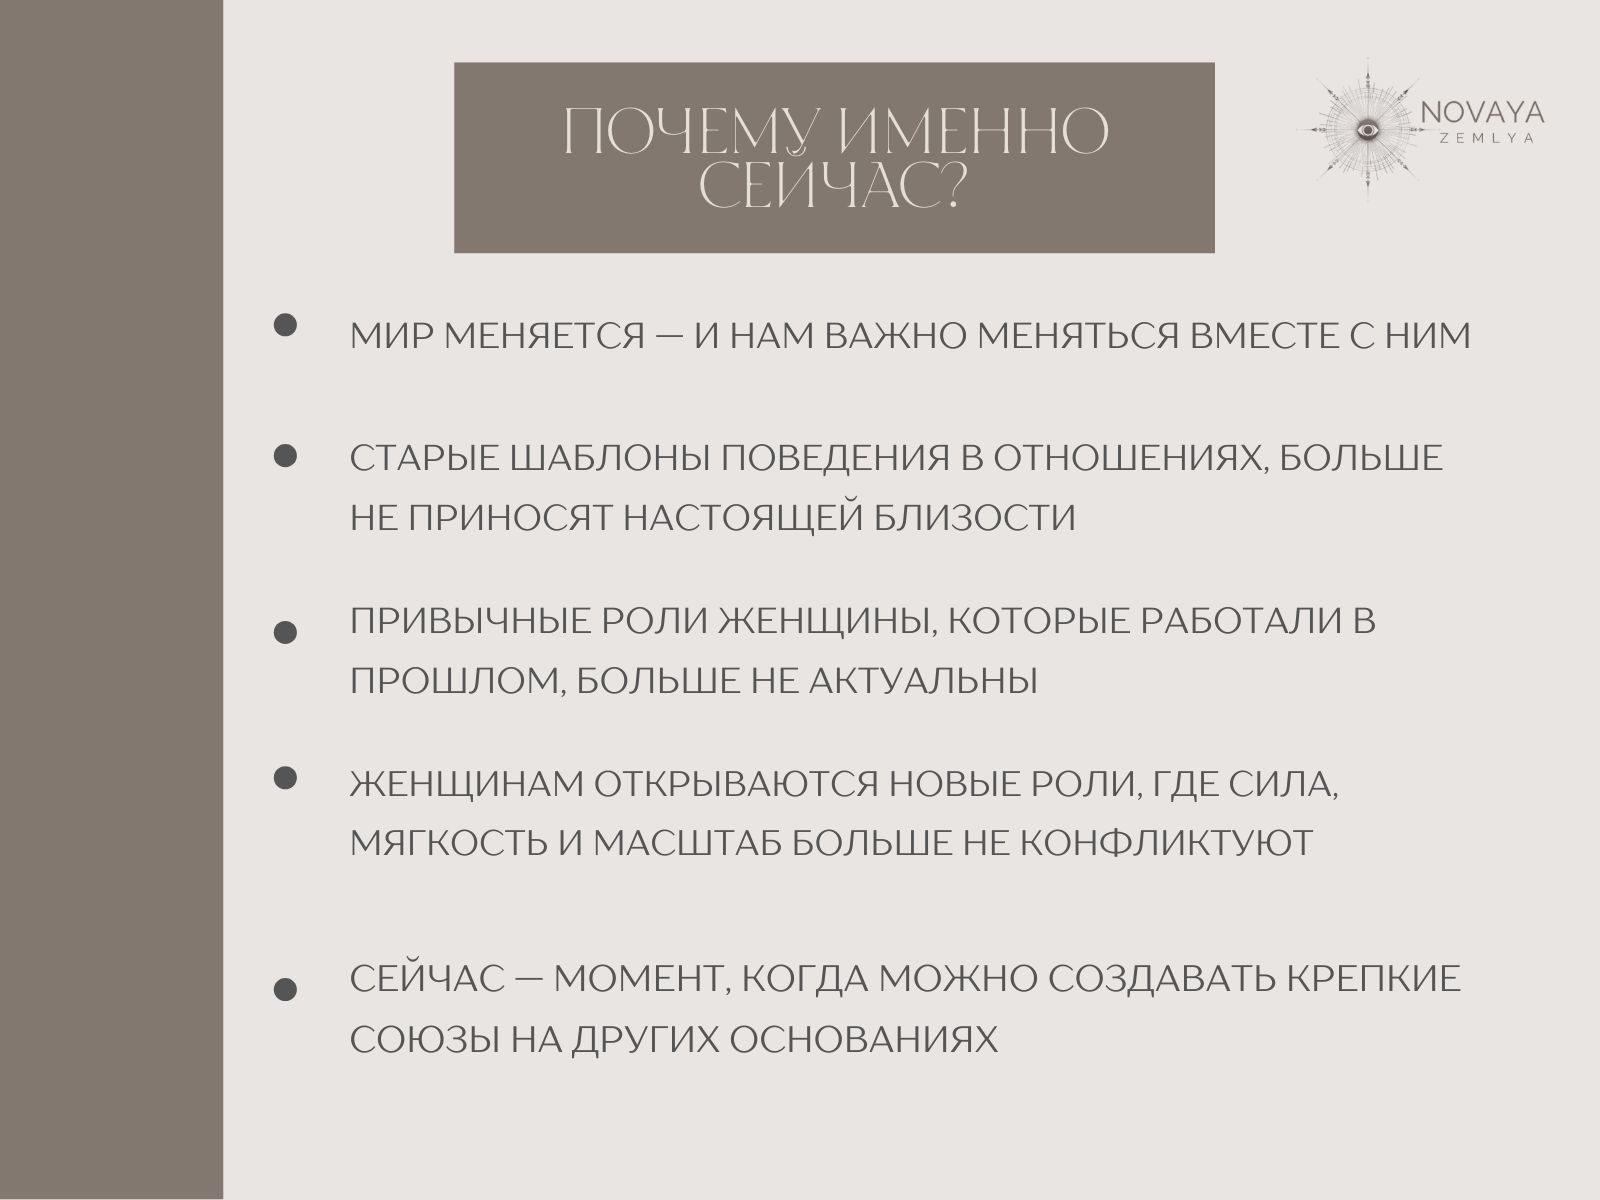 ПОЧЕМУ ИМЕННО
СЕЙЧАС?
NOVAYA
ZEMLYA
● МИР МЕНЯЕТСЯ — И НАМ ВАЖНО МЕНЯТЬСЯ ВМЕСТЕ С НИМ
● СТАРЫЕ ШАБЛОНЫ ПОВЕДЕНИЯ В ОТНОШЕНИЯХ, БОЛЬШЕ
НЕ ПРИНОСЯТ НАСТОЯЩЕЙ БЛИЗОСТИ
● ПРИВЫЧНЫЕ РОЛИ ЖЕНЩИНЫ, КОТОРЫЕ РАБОТАЛИ В
ПРОШЛОМ, БОЛЬШЕ НЕ АКТУАЛЬНЫ
● ЖЕНЩИНАМ ОТКРЫВАЮТСЯ НОВЫЕ РОЛИ, ГДЕ СИЛА,
МЯГКОСТЬ И МАСШТАБ БОЛЬШЕ НЕ КОНФЛИКТУЮТ
● СЕЙЧАС — МОМЕНТ, КОГДА МОЖНО СОЗДАВАТЬ КРЕПКИЕ
СОЮЗЫ НА ДРУГИХ ОСНОВАНИЯХ